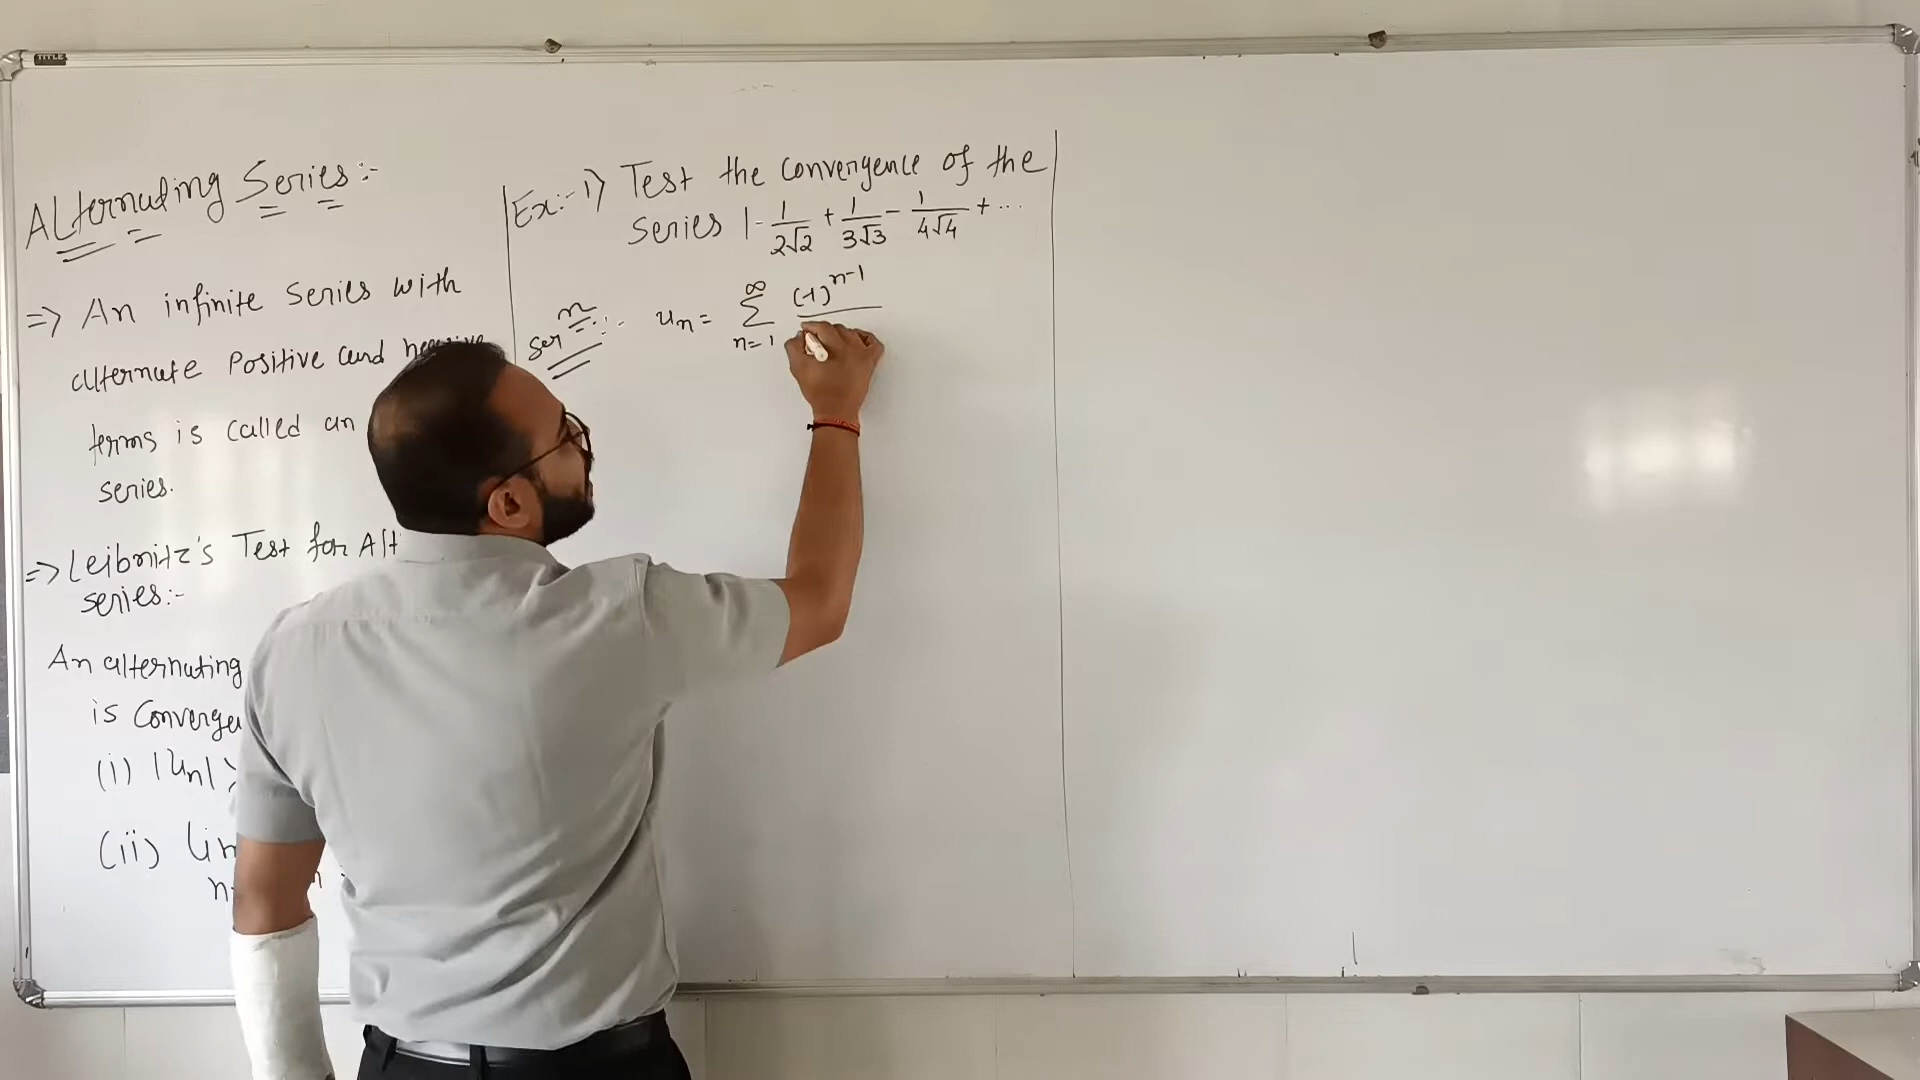 TITLE
Alternating Series:-
=> An infinite series with
alternate Positive and
terms is called an
series.
=> Leibnitz's Test for Alt
series:-
An alternating
is Converge
(i) |un| >
(ii) Lim
n
Ex:-1) Test the convergence of the
series 1 - 1/2√2 + 1/3√3 - 1/4√4 + ...
un = ∑ n=1 ∞ (-1)^n-1